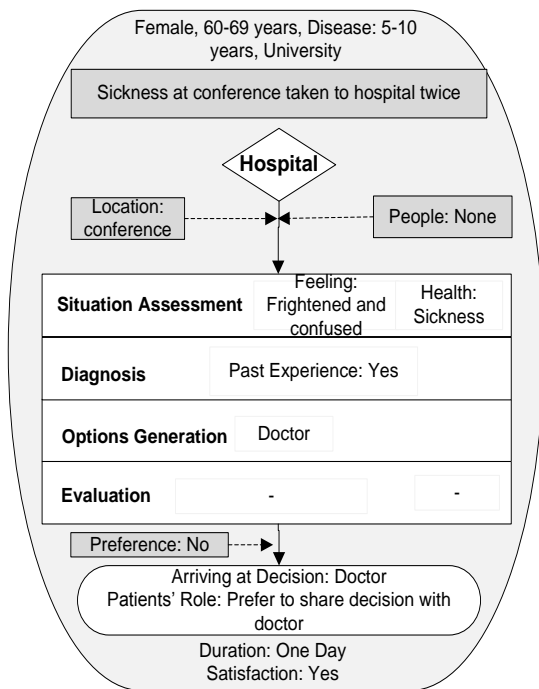 Female, 60-69 years, Disease: 5-10
years, University
Sickness at conference taken to hospital twice
Hospital
Location:
conference
People: None
Situation Assessment
Feeling:
Frightened and
confused
Health:
Sickness
Diagnosis
Past Experience: Yes
Options Generation
Doctor
Evaluation
-
-
Preference: No
Arriving at Decision: Doctor
Patients’ Role: Prefer to share decision with
doctor
Duration: One Day
Satisfaction: Yes